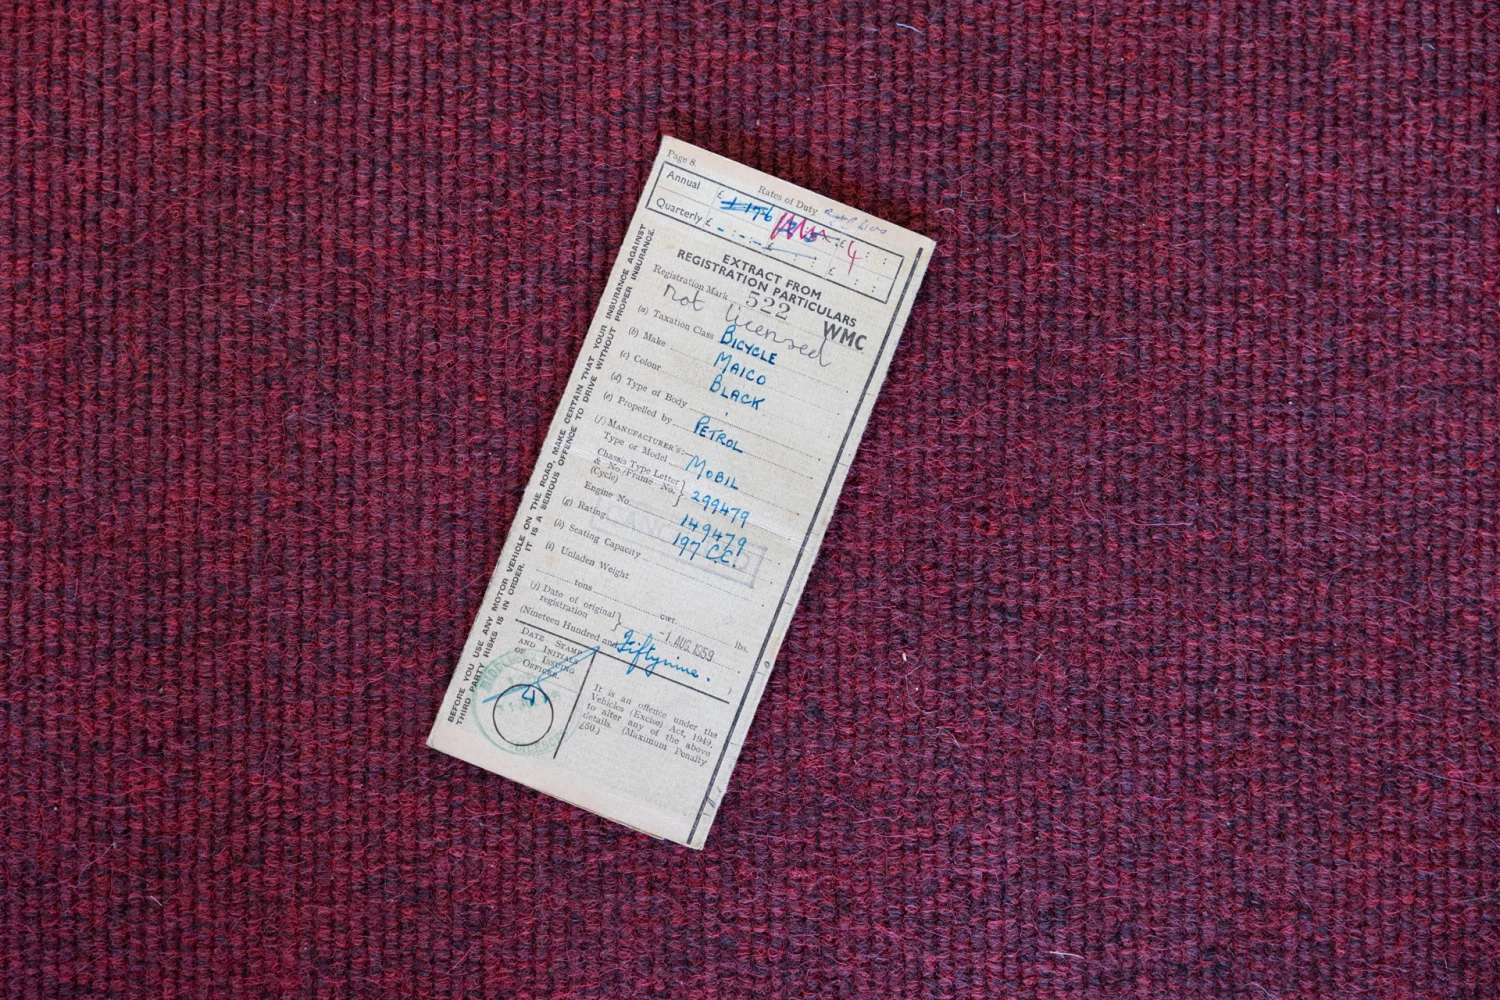 Page 8
Rates of Duty
Annual £ £ 4
Quarterly £ £ £
EXTRACT FROM
REGISTRATION PARTICULARS
Registration Mark 522 WMC
not licensed
(a) Taxation Class BICYCLE
(b) Make MAICO
(c) Colour BLACK
(d) Type of Body
(e) Propelled by PETROL
(f) MANUFACTURER'S:—
Type or Model MOBIL
Chassis Type Letter
& No./Frame No. 299479
(Cycle)
Engine No. 149479
(g) Rating 197 C.C.
(h) Seating Capacity
(i) Unladen Weight
tons cwt. lbs.
(j) Date of original
registration -1 AUG 1959
(Nineteen Hundred and Fiftynine. )
DATE STAMP
AND INITIALS
OF ISSUING
OFFICER.
It is an offence under the
Vehicles (Excise) Act, 1949,
to alter any of the above
details. (Maximum Penalty
£50.)
BEFORE YOU USE ANY MOTOR VEHICLE ON THE ROAD, MAKE CERTAIN THAT YOUR INSURANCE AGAINST
THIRD PARTY RISKS IS IN ORDER. IT IS A SERIOUS OFFENCE TO DRIVE WITHOUT PROPER INSURANCE.
CANCELLED